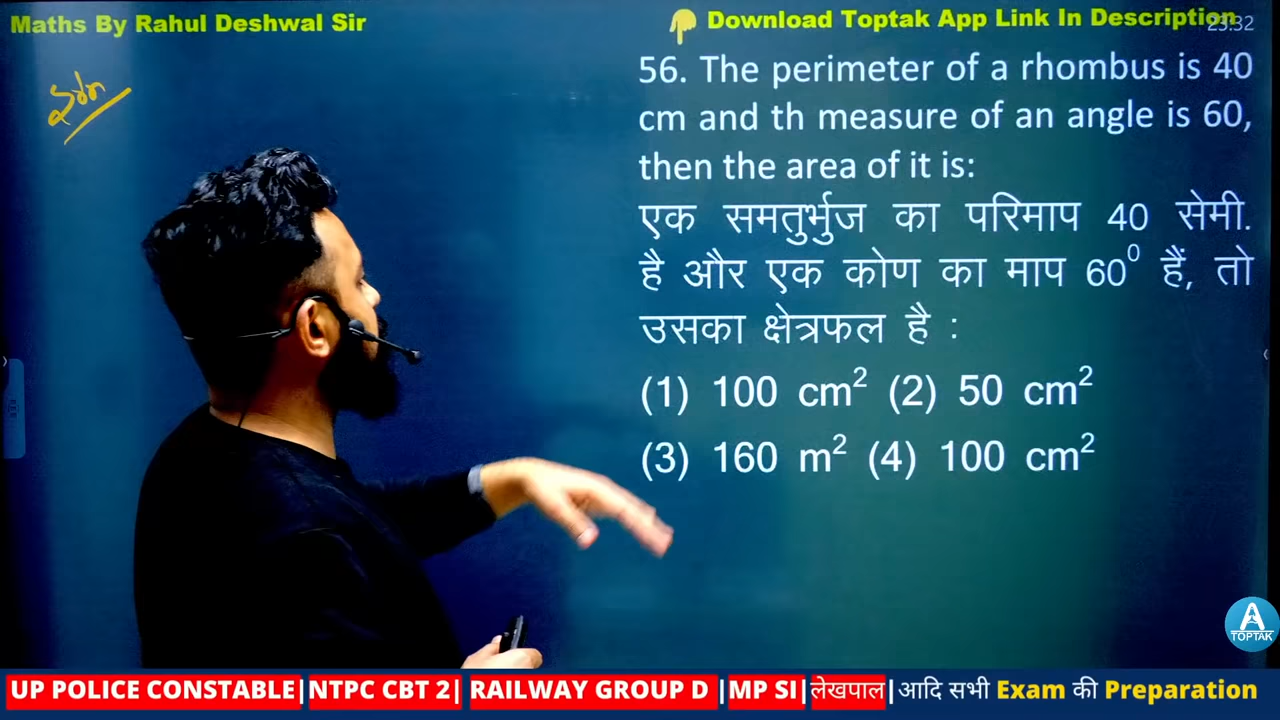 Maths By Rahul Deshwal Sir
Download Toptak App Link In Description
23:32
Soln
56. The perimeter of a rhombus is 40
cm and th measure of an angle is 60,
then the area of it is:
एक समतुर्भुज का परिमाप 40 सेमी.
है और एक कोण का माप 60⁰ हैं, तो
उसका क्षेत्रफल है :
(1) 100 cm² (2) 50 cm²
(3) 160 m² (4) 100 cm²
A
TOPTAK
UP POLICE CONSTABLE| NTPC CBT 2| RAILWAY GROUP D |MP SI|लेखपाल|आदि सभी Exam की Preparation